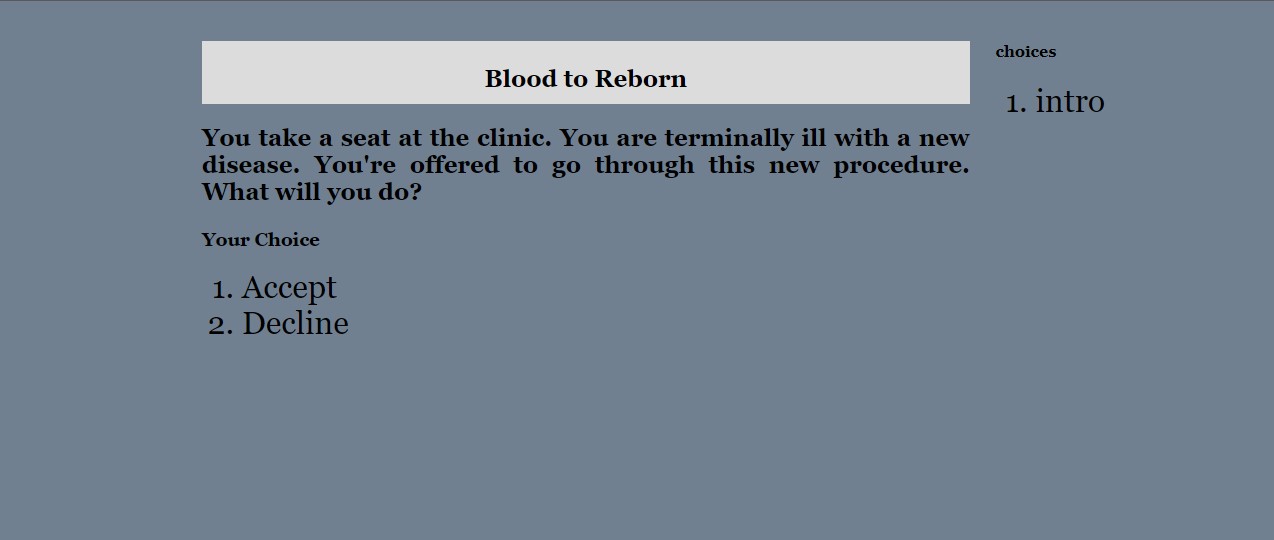 Blood to Reborn
You take a seat at the clinic. You are terminally ill with a new
disease. You're offered to go through this new procedure.
What will you do?
Your Choice
1. Accept
2. Decline
choices
1. intro